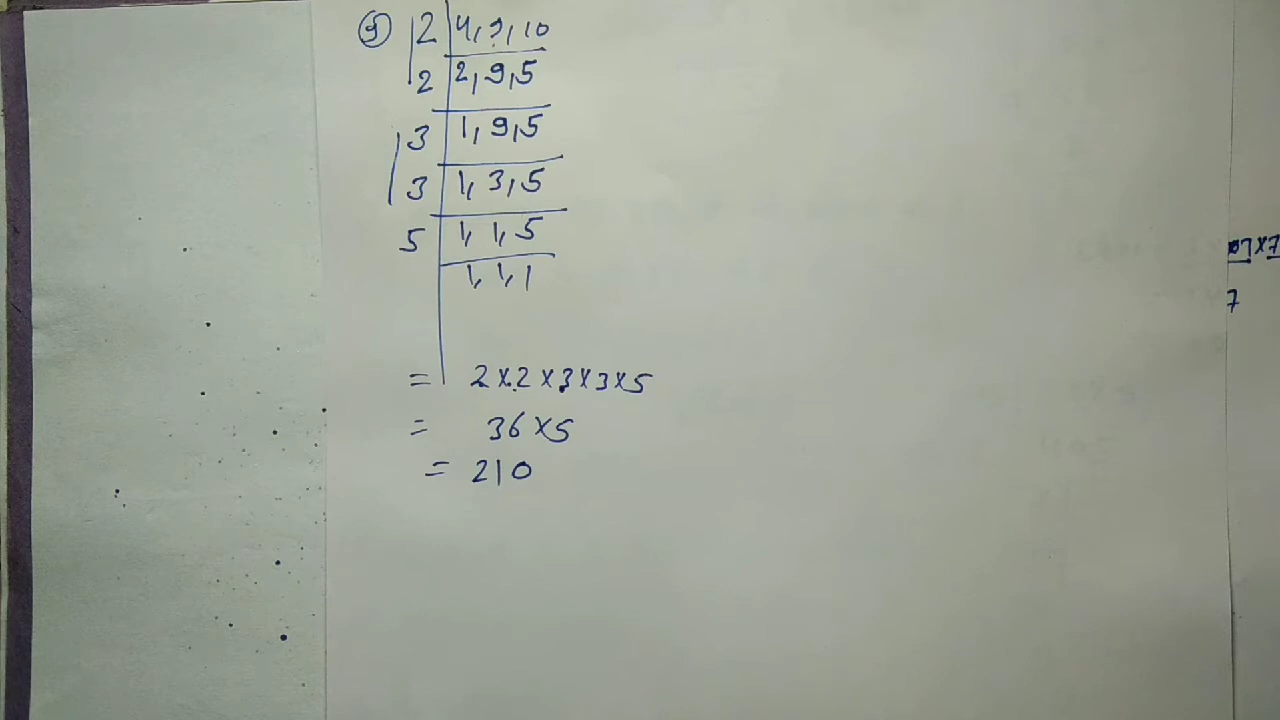 9 2 4, 9, 10
2 2, 9, 5
3 1, 9, 5
3 1, 3, 5
5 1, 1, 5
1, 1, 1
= 2 × 2 × 3 × 3 × 5
= 36 × 5
= 210